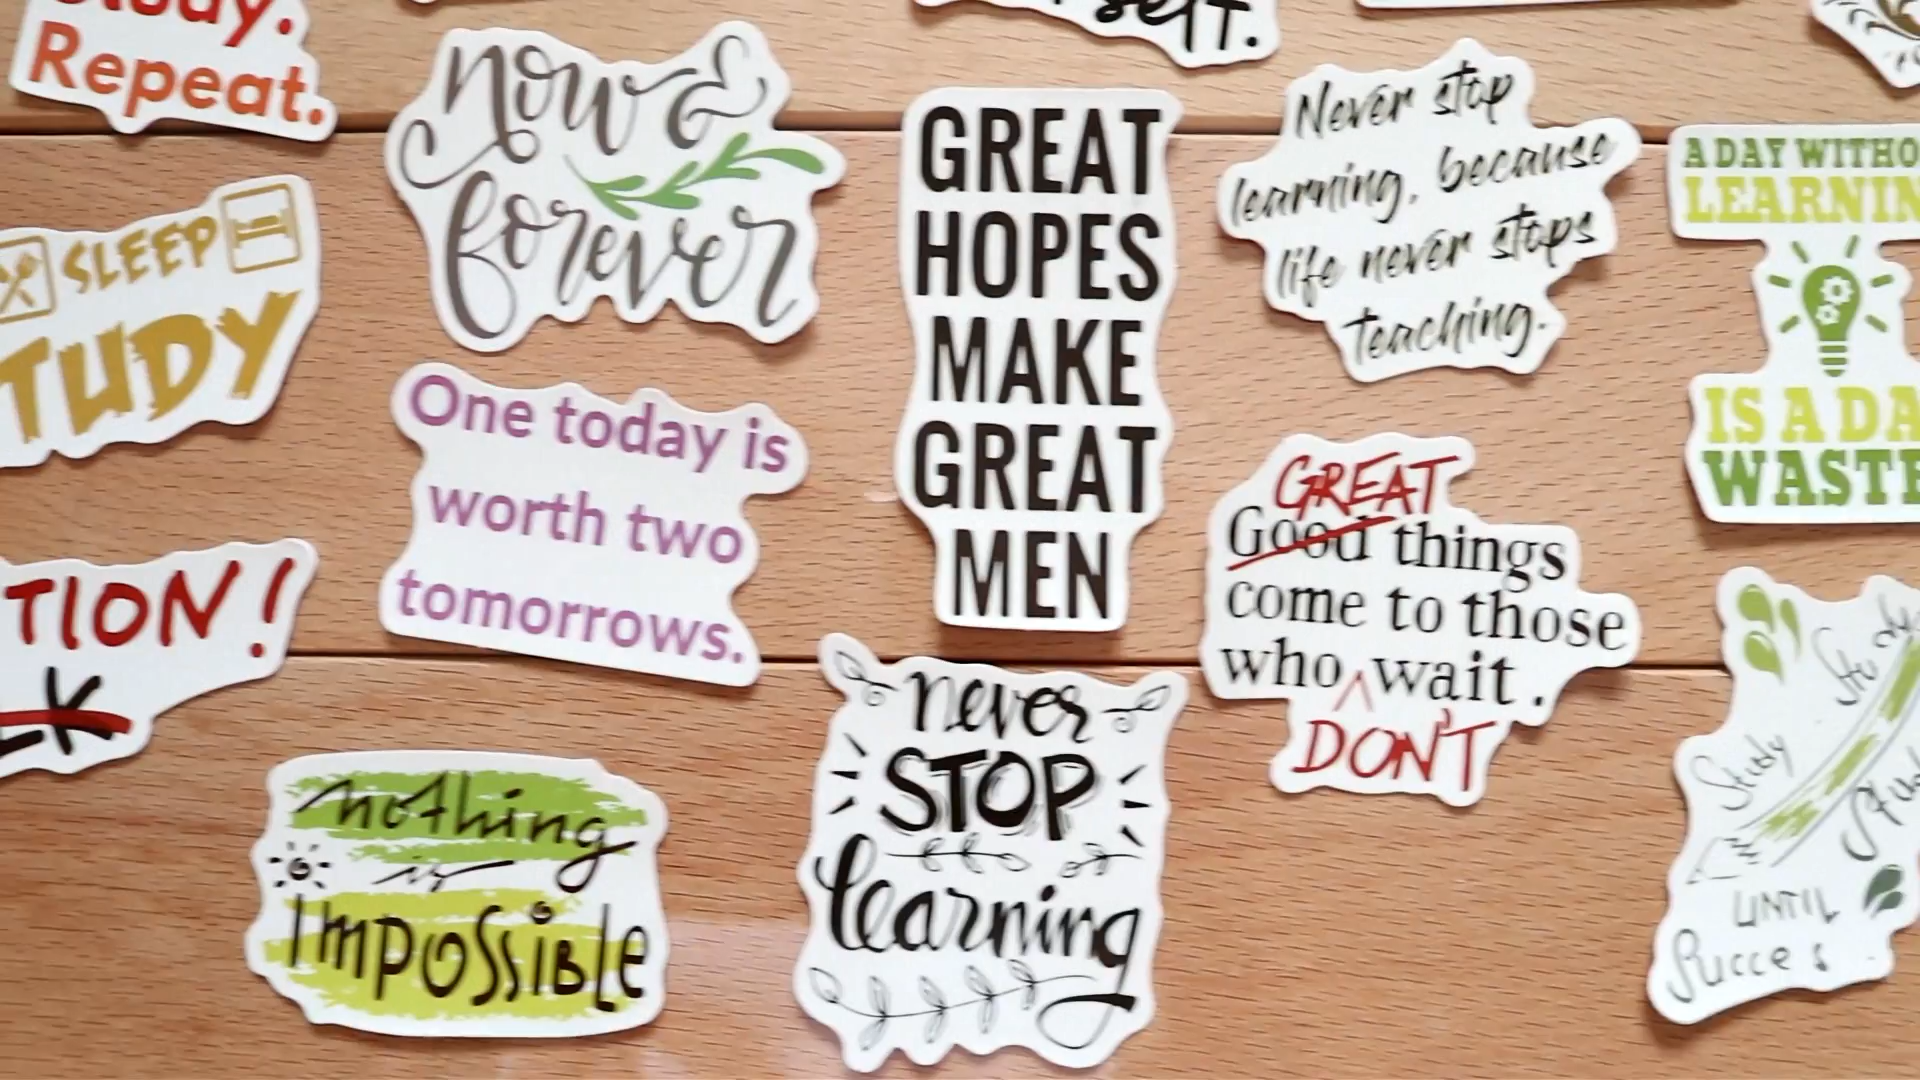 Repeat.
now &
forever
self.
GREAT
HOPES
MAKE
GREAT
MEN
Never stop
learning, because
life never stops
teaching.
A DAY
LEARNIN
IS A DA
WASTE
SLEEP
TUDY
One today is
worth two
tomorrows.
GREAT
Good things
come to those
who wait.
DON'T
TION!
CK
nothing
is
Impossible
never
STOP
learning
Study
UNTIL
Succes